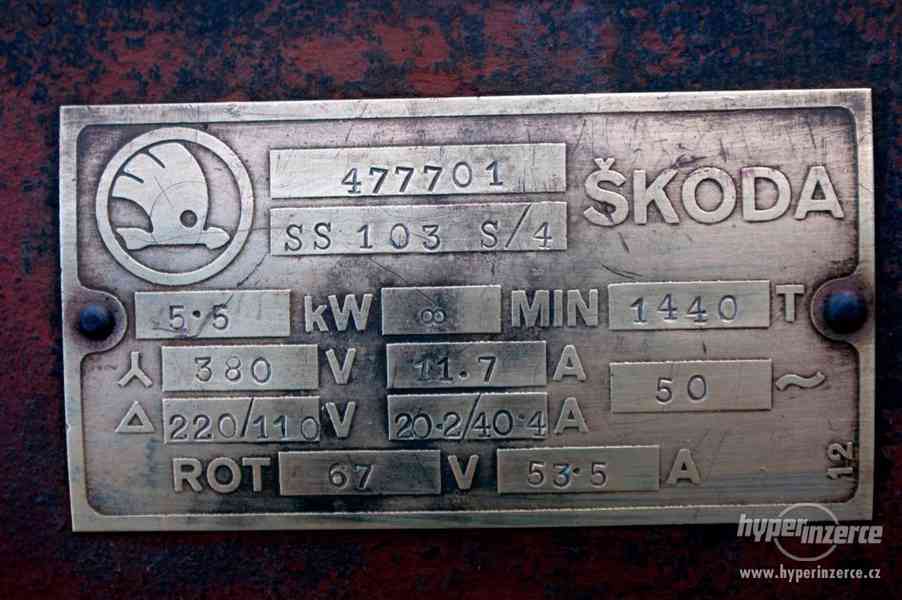 477701
ŠKODA
SS 103 S/4
5·5 kW ∞ MIN 1440 T
⅄ 380 V 11.7 A 50 ~
Δ 220/110 V 20·2/40·4 A
ROT 67 V 53·5 A
12
hyperinzerce
www.hyperinzerce.cz